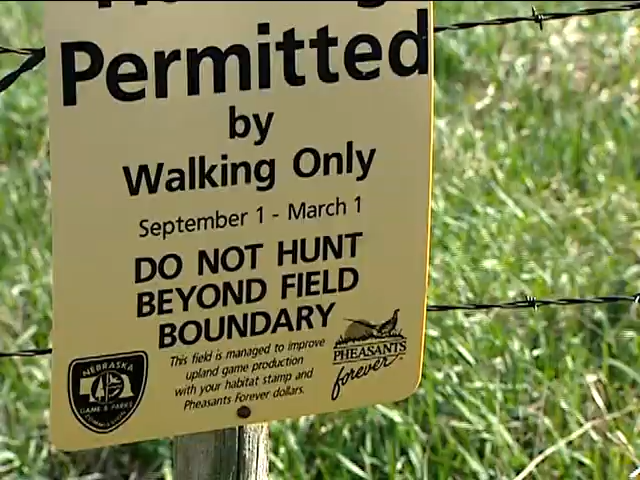 Permitted
by
Walking Only
September 1 - March 1
DO NOT HUNT
BEYOND FIELD
BOUNDARY
This field is managed to improve
upland game production
with your habitat stamp and
Pheasants Forever dollars.
NEBRASKA
GAME & PARKS
COMMISSION
PHEASANTS
forever